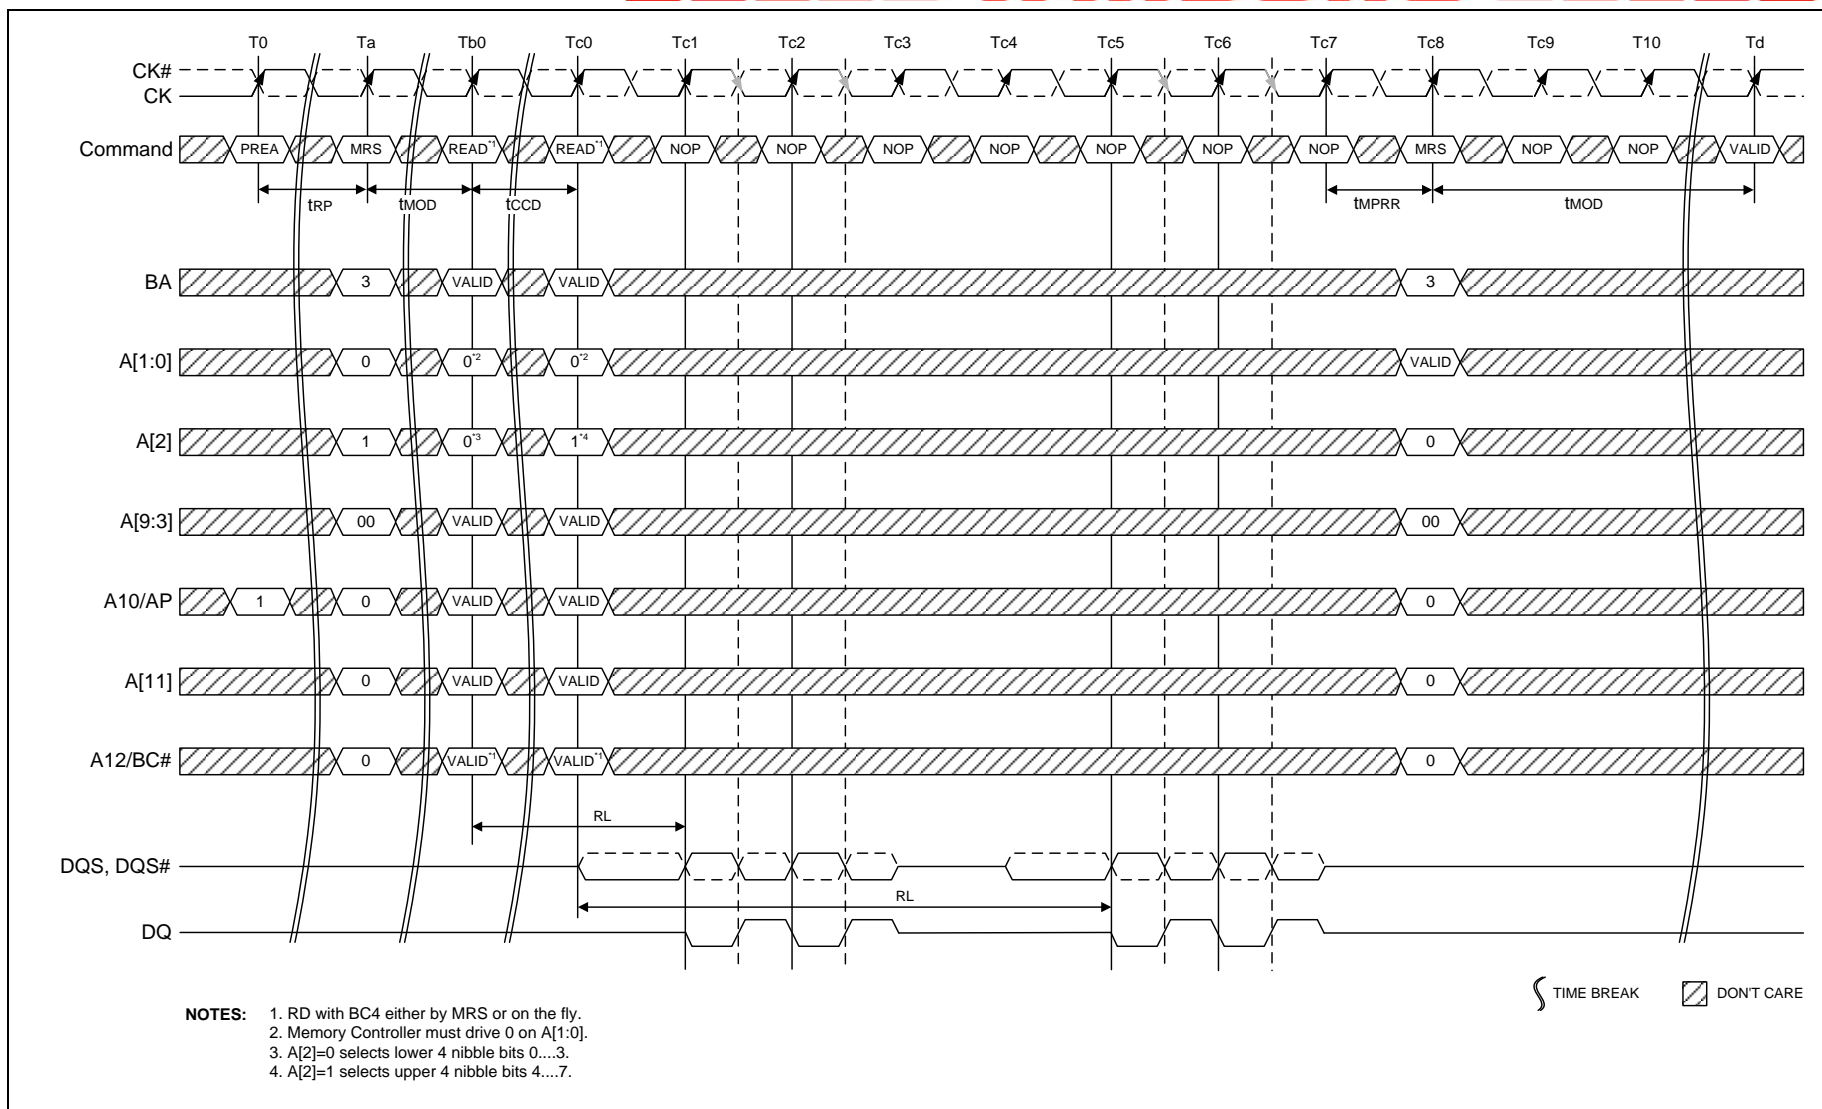 T0 Ta Tb0 Tc0 Tc1 Tc2 Tc3 Tc4 Tc5 Tc6 Tc7 Tc8 Tc9 T10 Td
CK#
CK
Command PREA MRS READ*1 READ*1 NOP NOP NOP NOP NOP NOP NOP MRS NOP NOP VALID
tRP tMOD tCCD tMPRR tMOD
BA 3 VALID VALID 3
A[1:0] 0 0*2 0*2 VALID
A[2] 1 0*3 1*4 0
A[9:3] 00 VALID VALID 00
A10/AP 1 0 VALID VALID 0
A[11] 0 VALID VALID 0
A12/BC# 0 VALID*1 VALID*1 0
RL
DQS, DQS#
RL
DQ
TIME BREAK DON'T CARE
NOTES: 1. RD with BC4 either by MRS or on the fly.
2. Memory Controller must drive 0 on A[1:0].
3. A[2]=0 selects lower 4 nibble bits 0....3.
4. A[2]=1 selects upper 4 nibble bits 4....7.